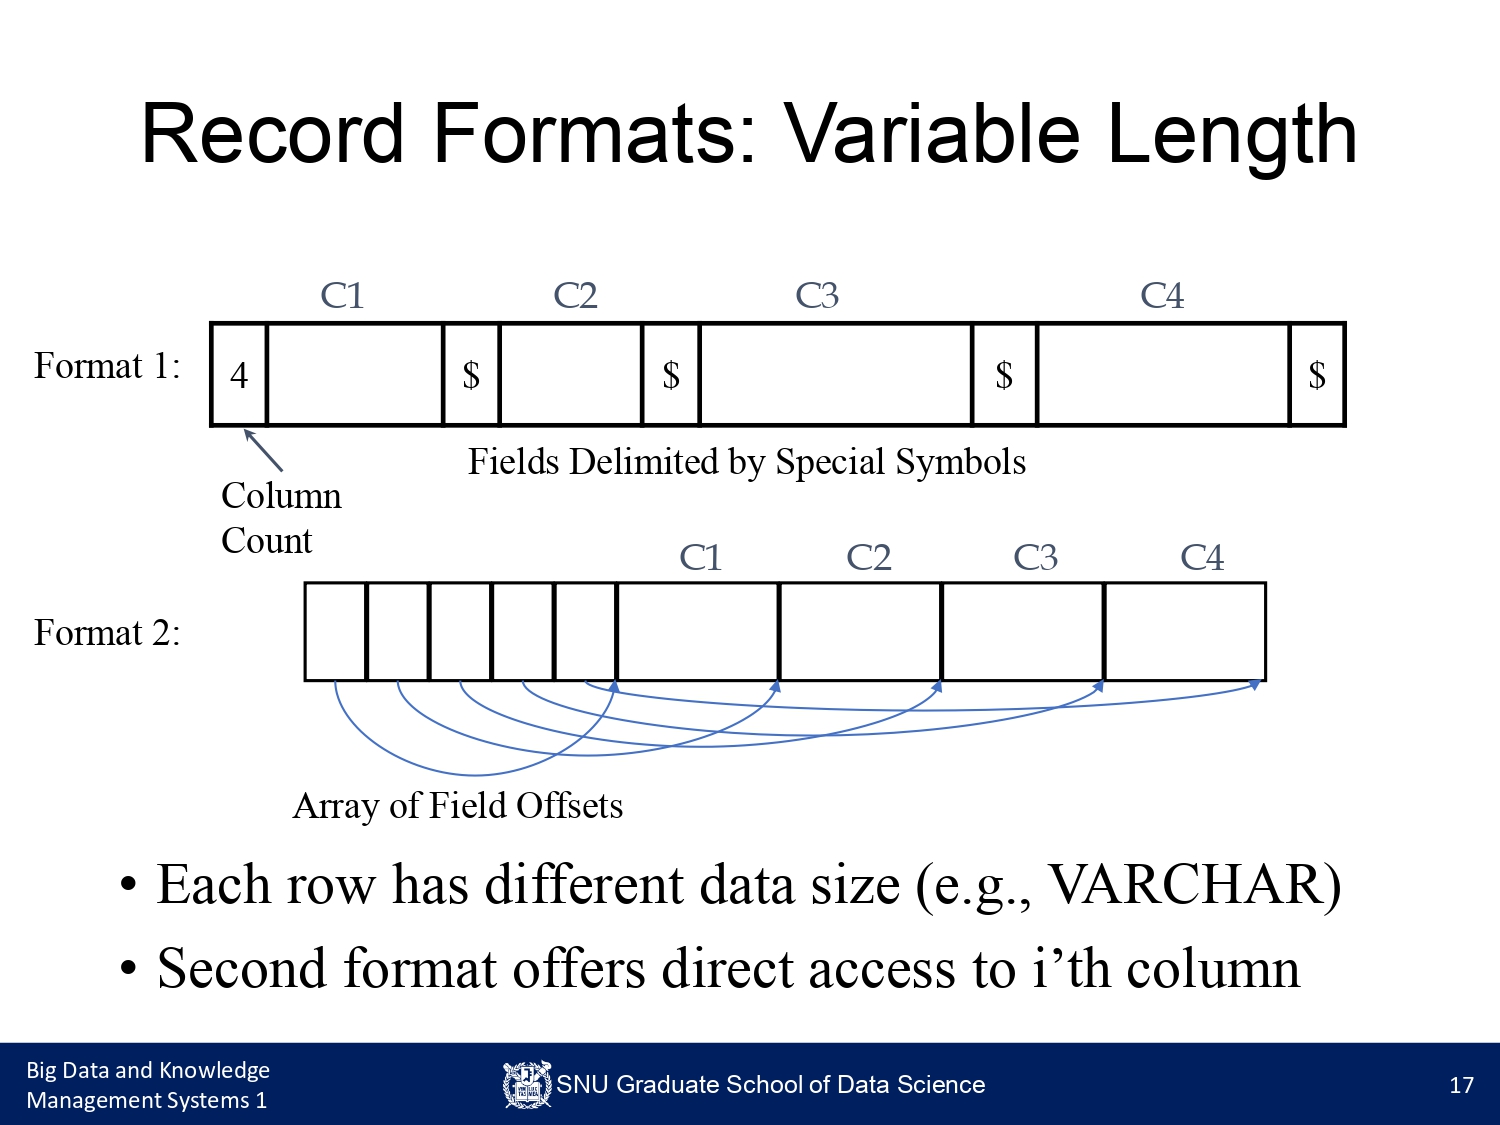 Record Formats: Variable Length
C1 C2 C3 C4
Format 1: 4 $ $ $ $
Fields Delimited by Special Symbols
Column
Count
C1 C2 C3 C4
Format 2:
Array of Field Offsets
• Each row has different data size (e.g., VARCHAR)
• Second format offers direct access to i’th column
Big Data and Knowledge
Management Systems 1
SNU Graduate School of Data Science
17